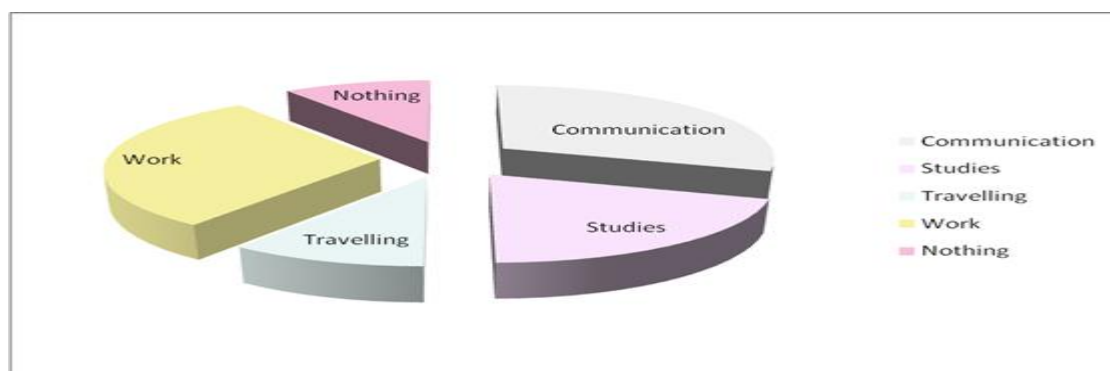 Nothing
Communication
Work
Travelling
Studies
Communication
Studies
Travelling
Work
Nothing